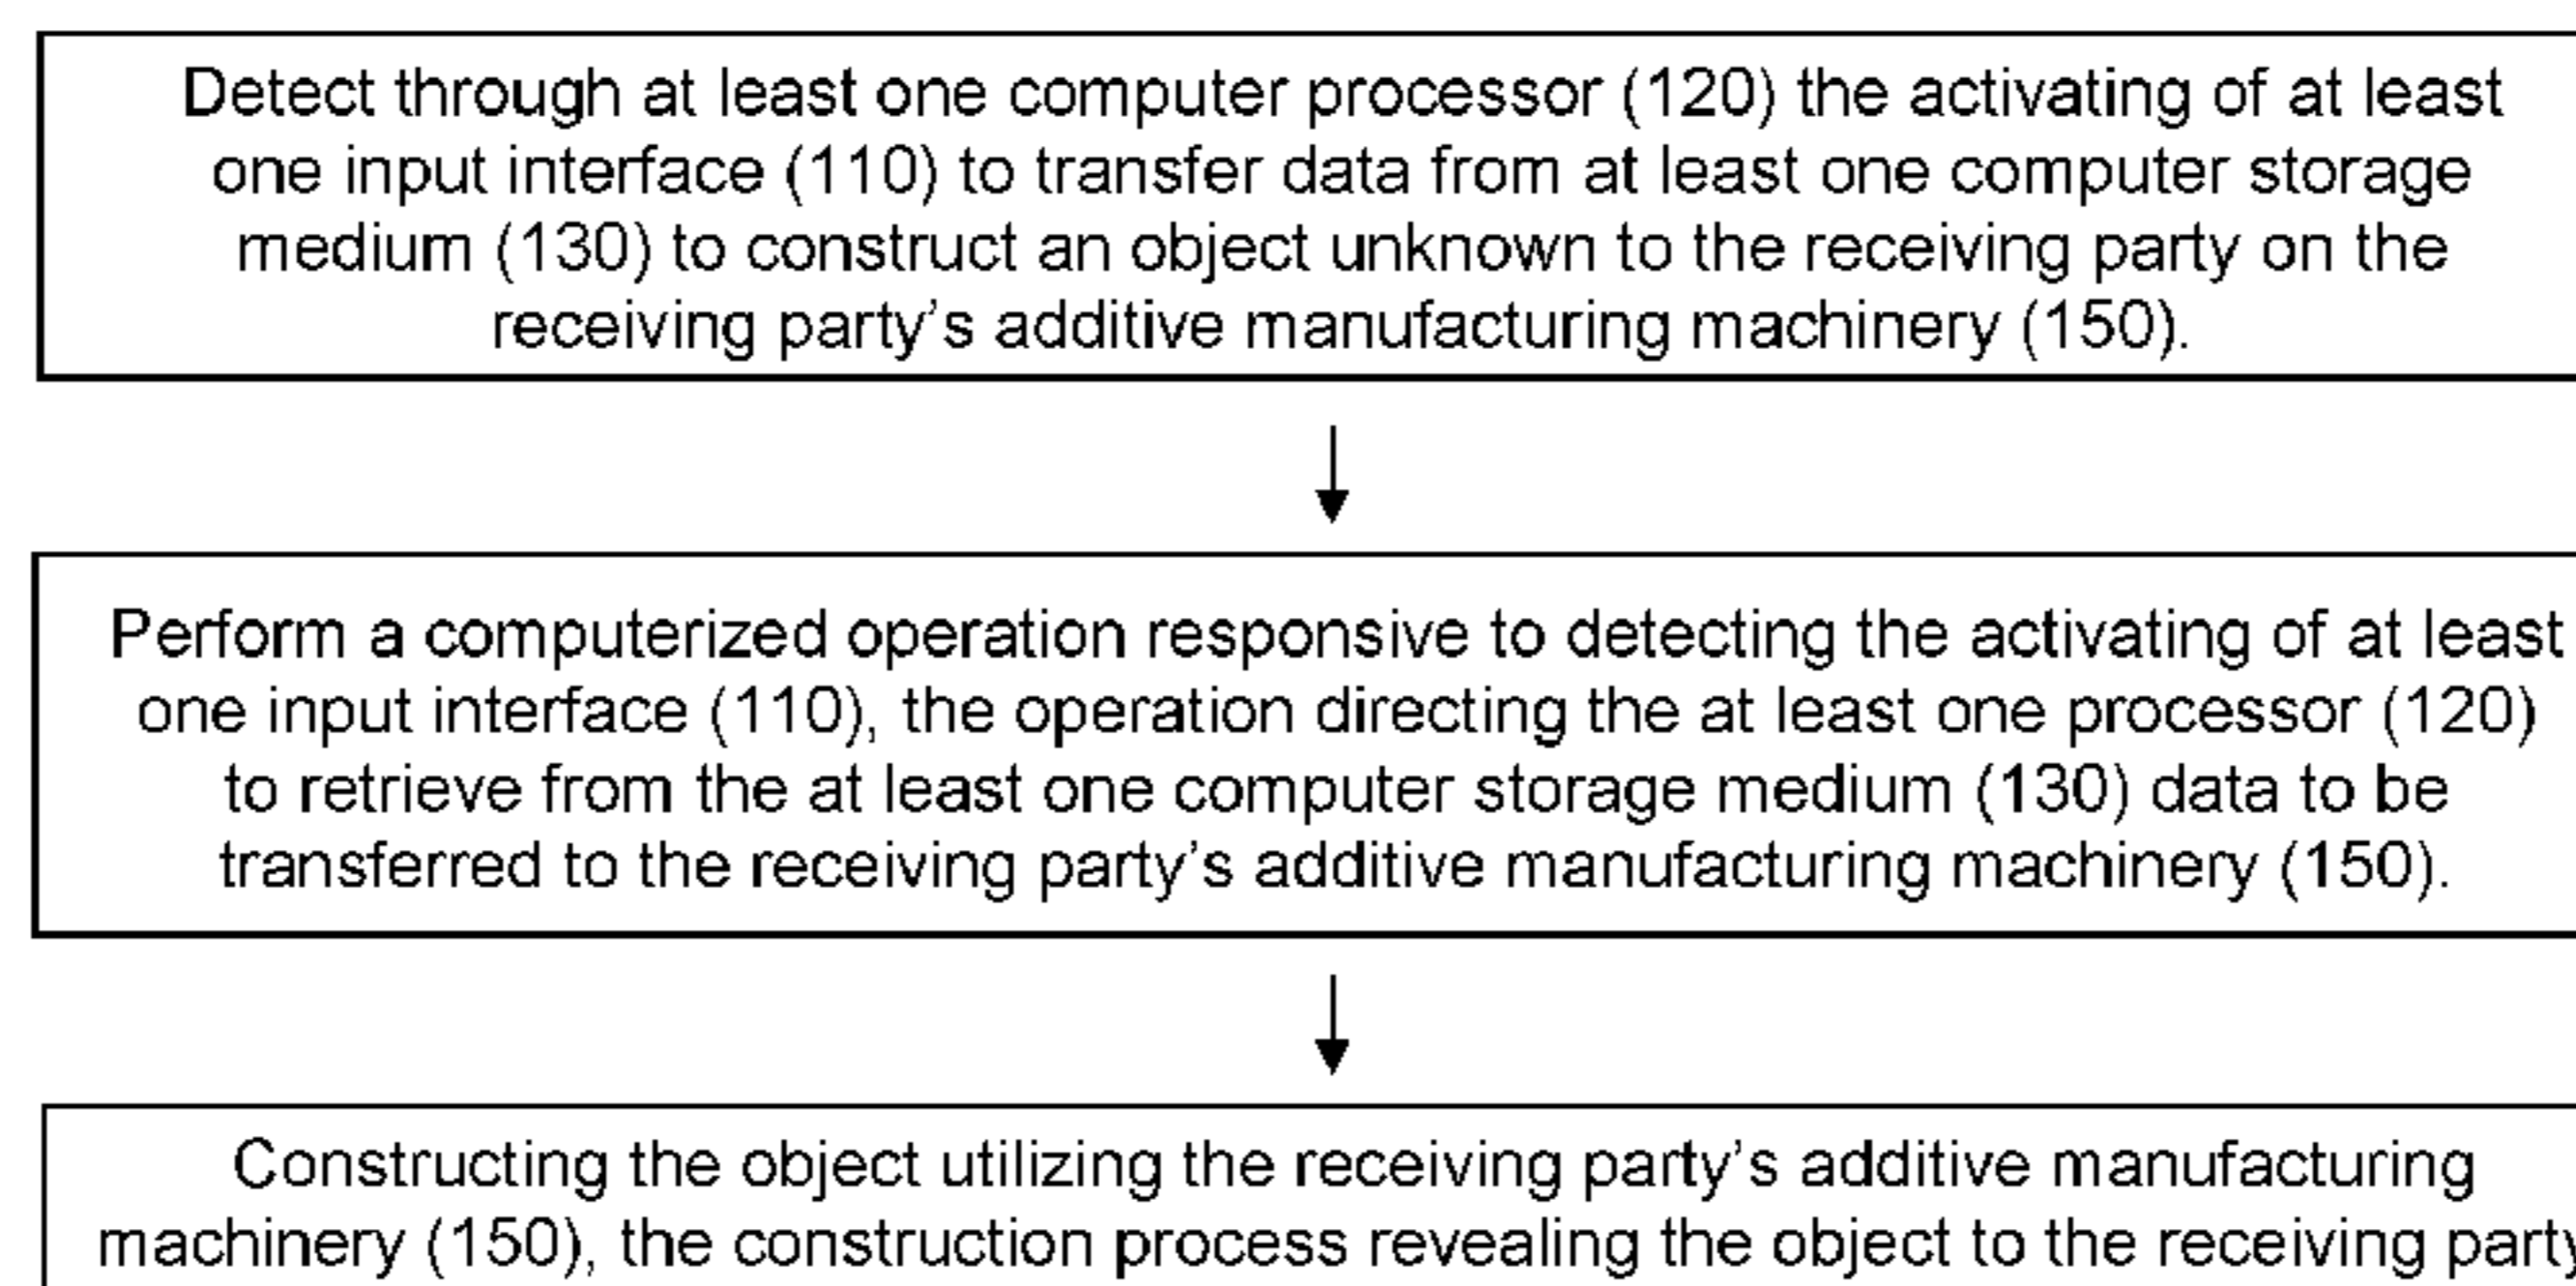 Detect through at least one computer processor (120) the activating of at least
one input interface (110) to transfer data from at least one computer storage
medium (130) to construct an object unknown to the receiving party on the
receiving party’s additive manufacturing machinery (150).
Perform a computerized operation responsive to detecting the activating of at least
one input interface (110), the operation directing the at least one processor (120)
to retrieve from the at least one computer storage medium (130) data to be
transferred to the receiving party’s additive manufacturing machinery (150).
Constructing the object utilizing the receiving party’s additive manufacturing
machinery (150), the construction process revealing the object to the receiving party